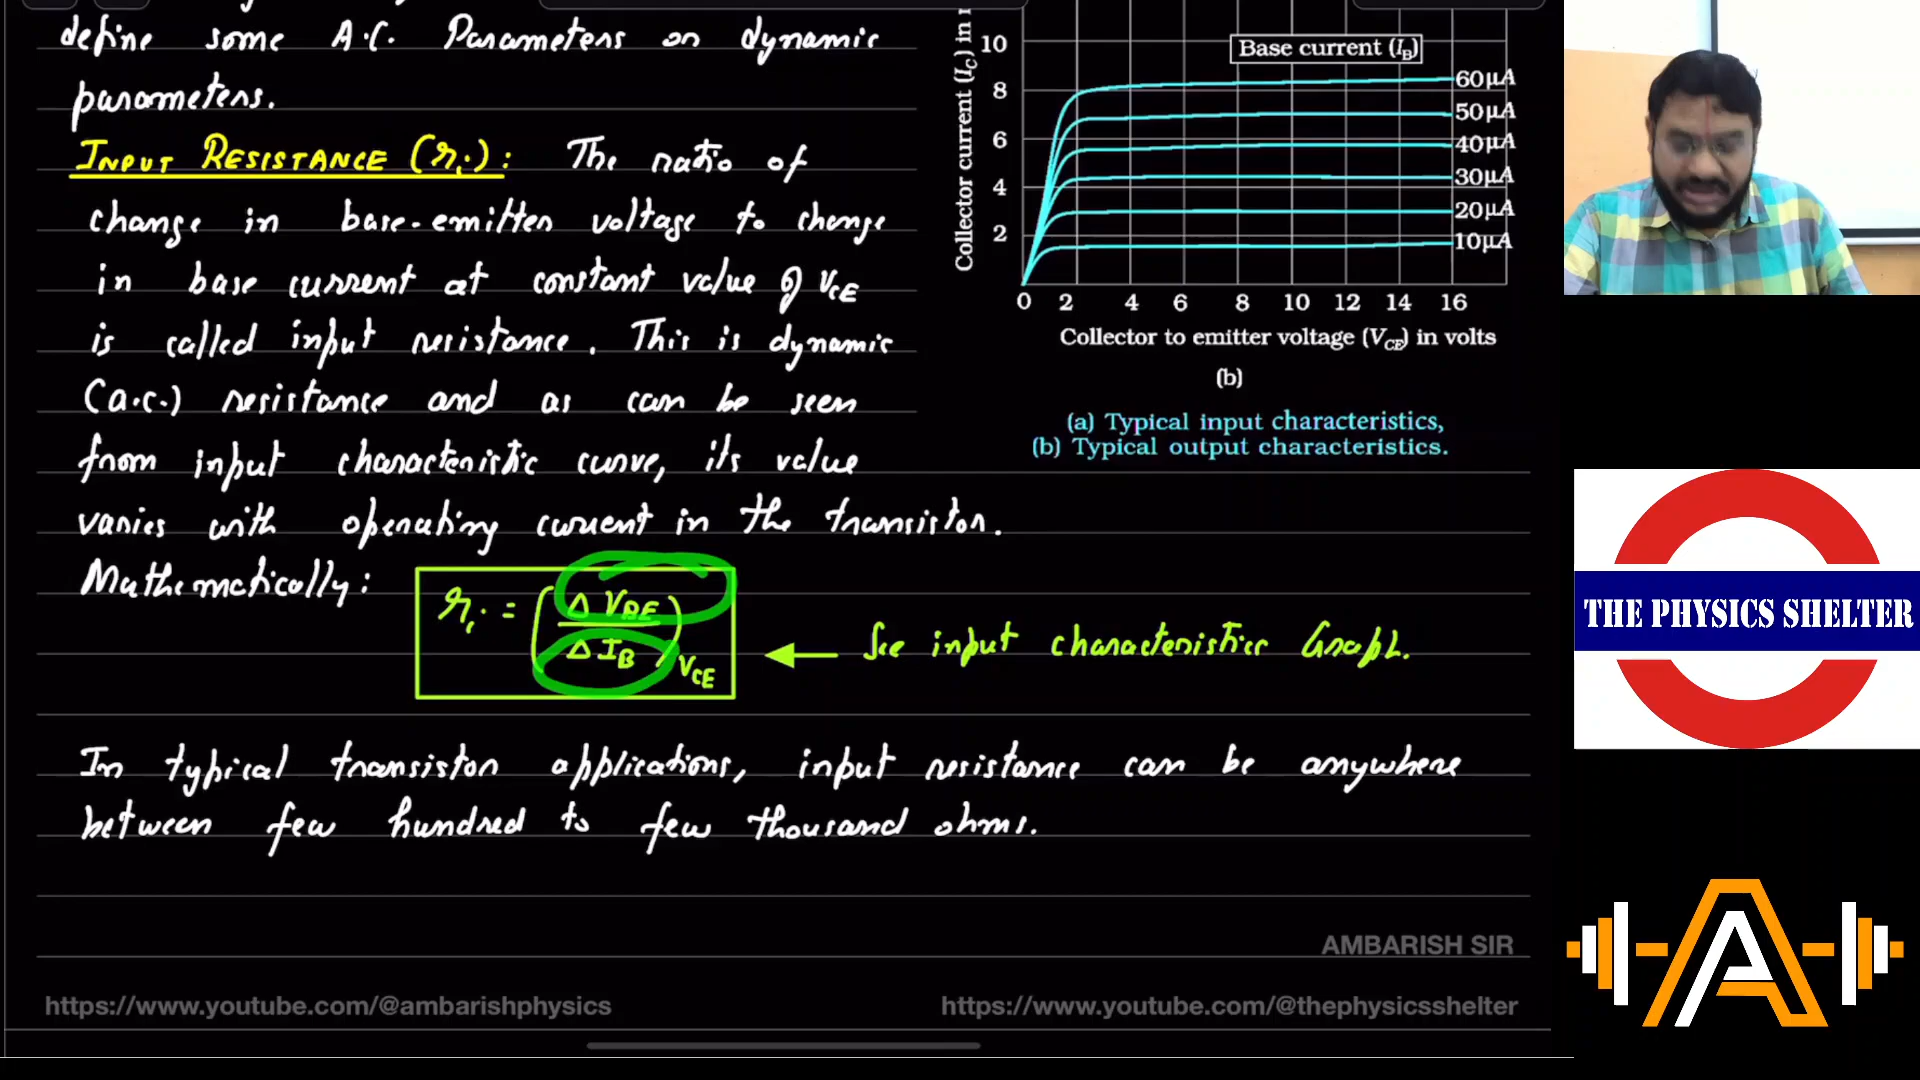 define some A.C. Parameters or dynamic
parameters.
INPUT RESISTANCE (ri): The ratio of
change in base-emitter voltage to change
in base current at constant value of VCE
is called input resistance. This is dynamic
(a.c.) resistance and as can be seen
from input characteristic curve, its value
varies with operating current in the transistor.
Mathematically:
ri = (Δ VBE / Δ IB) VCE
See input characteristics Graph.
In typical transistor applications, input resistance can be anywhere
between few hundred to few thousand ohms.
AMBARISH SIR
https://www.youtube.com/@ambarishphysics
https://www.youtube.com/@thephysicsshelter
Collector current (IC) in
10
8
6
4
2
Base current (IB)
60μA
50μA
40μA
30μA
20μA
10μA
0 2 4 6 8 10 12 14 16
Collector to emitter voltage (VCE) in volts
(b)
(a) Typical input characteristics,
(b) Typical output characteristics.
THE PHYSICS SHELTER